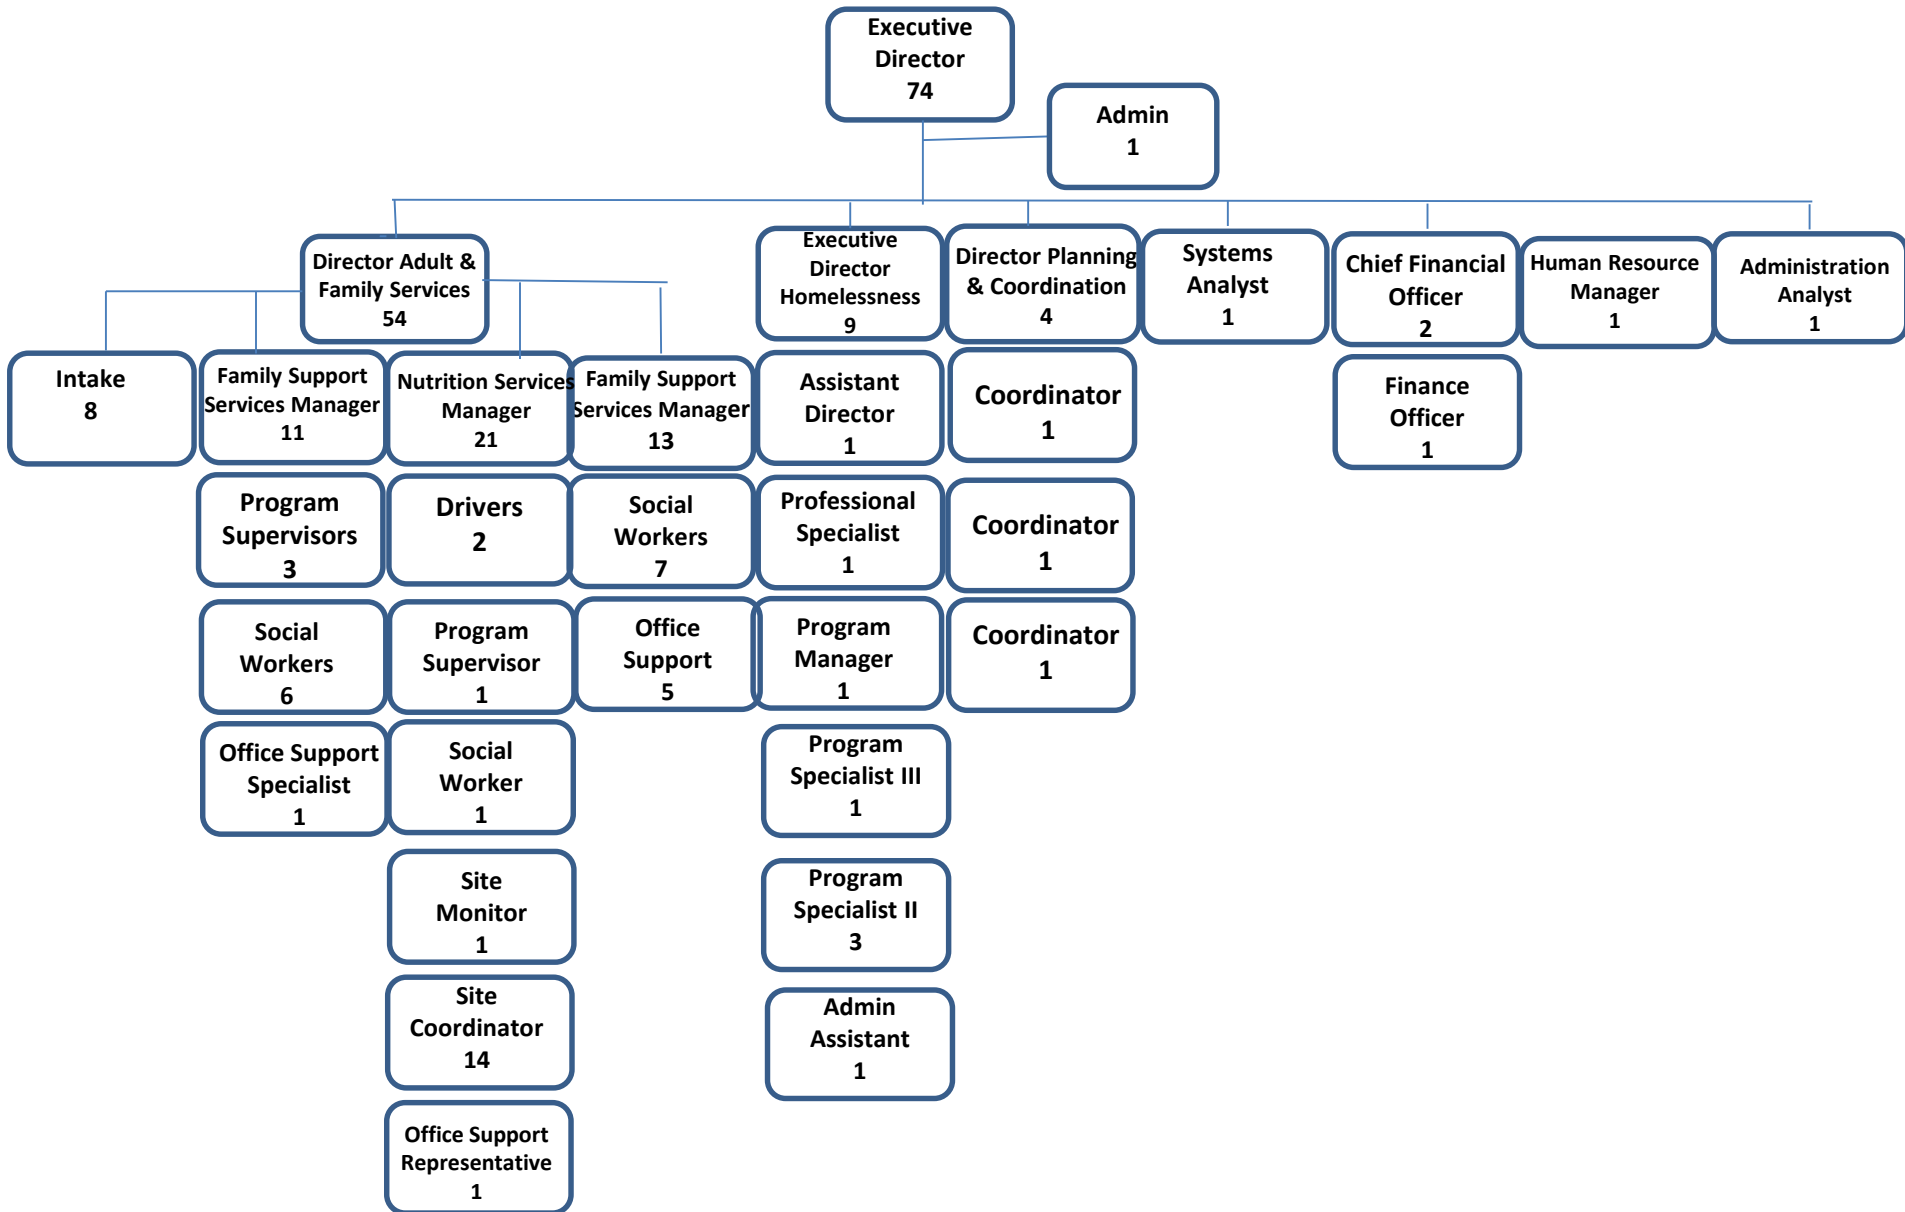 Executive
Director
74
Admin
1
Director Adult &
Family Services
54
Executive
Director
Homelessness
9
Director Planning
& Coordination
4
Systems
Analyst
1
Chief Financial
Officer
2
Human Resource
Manager
1
Administration
Analyst
1
Intake
8
Family Support
Services Manager
11
Nutrition Services
Manager
21
Family Support
Services Manager
13
Assistant
Director
1
Coordinator
1
Finance
Officer
1
Program
Supervisors
3
Drivers
2
Social
Workers
7
Professional
Specialist
1
Coordinator
1
Social
Workers
6
Program
Supervisor
1
Office
Support
5
Program
Manager
1
Coordinator
1
Office Support
Specialist
1
Social
Worker
1
Program
Specialist III
1
Site
Monitor
1
Program
Specialist II
3
Site
Coordinator
14
Admin
Assistant
1
Office Support
Representative
1